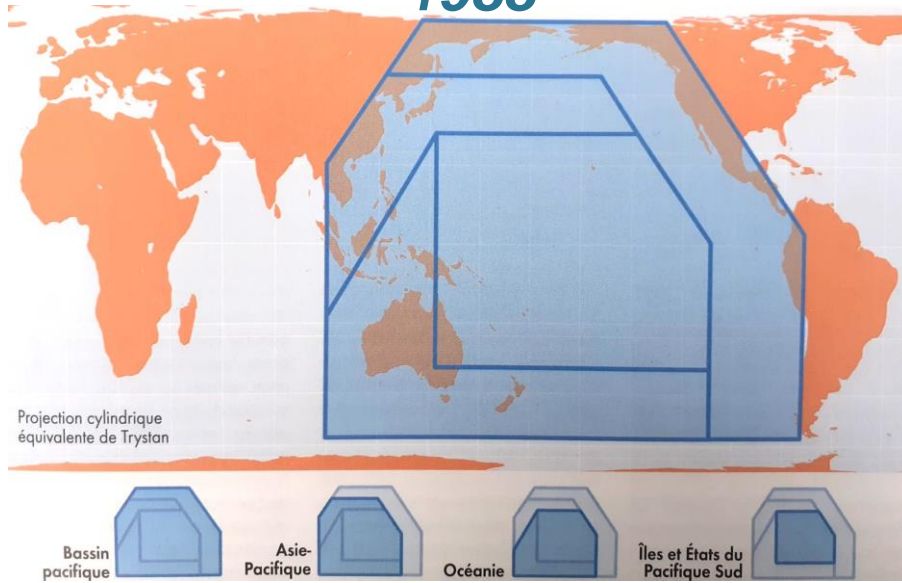 Projection cylindrique
équivalente de Trystan
Bassin
pacifique
Asie-
Pacifique
Océanie
Îles et États du
Pacifique Sud